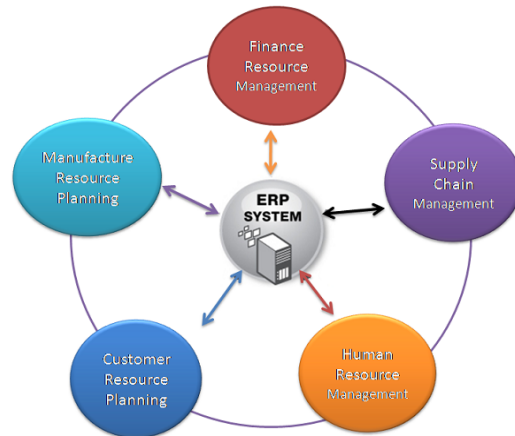 Finance
Resource
Management
Manufacture
Resource
Planning
Supply
Chain
Management
ERP
SYSTEM
Customer
Resource
Planning
Human
Resource
Management